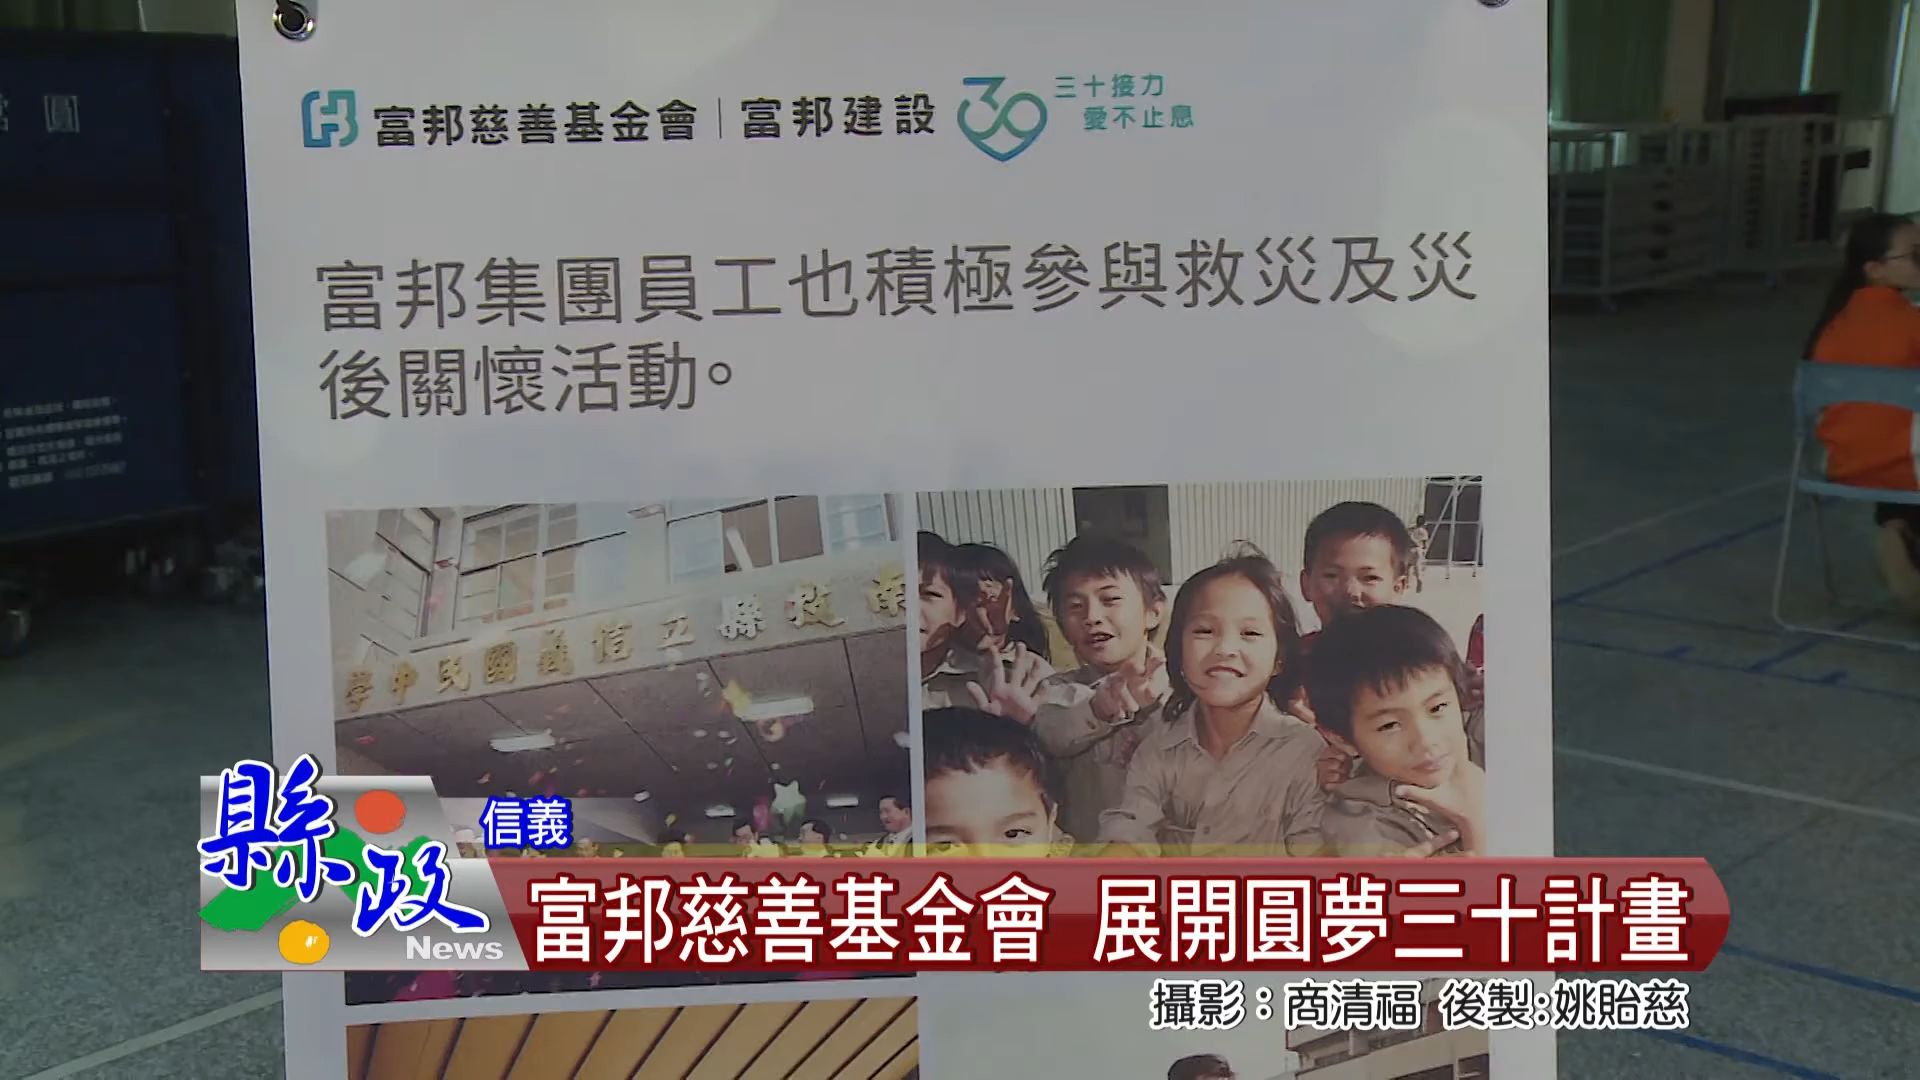 富邦慈善基金會|富邦建設 30 三十接力
愛不止息
富邦集團員工也積極參與救災及災
後關懷活動。
南投縣立信義國民中學
縣政
News
信義
富邦慈善基金會 展開圓夢三十計畫
攝影：商清福 後製:姚貽慈
圓